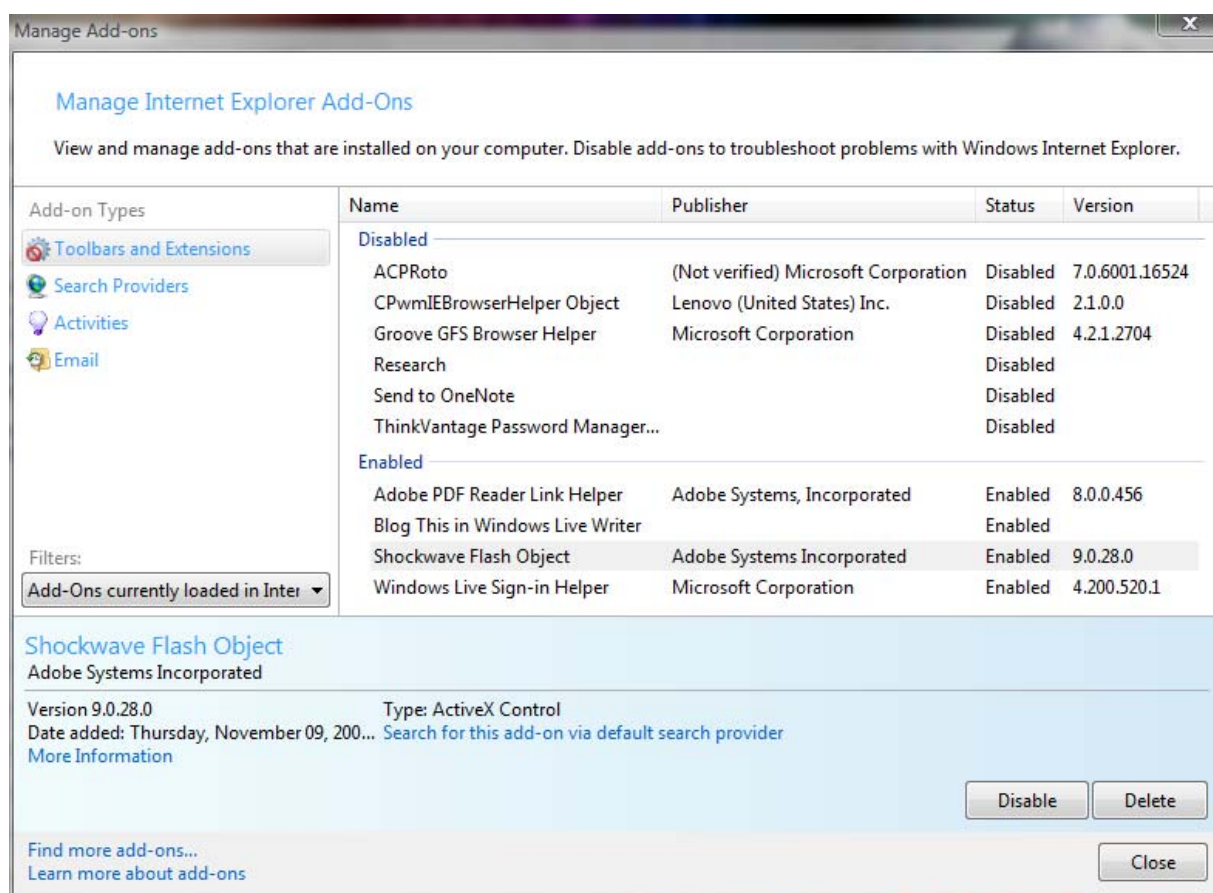 Manage Add-ons
X
Manage Internet Explorer Add-Ons
View and manage add-ons that are installed on your computer. Disable add-ons to troubleshoot problems with Windows Internet Explorer.
Add-on Types
Toolbars and Extensions
Search Providers
Activities
Email
Filters:
Add-Ons currently loaded in Inter
Name Publisher Status Version
Disabled
ACPRoto (Not verified) Microsoft Corporation Disabled 7.0.6001.16524
CPwmIEBrowserHelper Object Lenovo (United States) Inc. Disabled 2.1.0.0
Groove GFS Browser Helper Microsoft Corporation Disabled 4.2.1.2704
Research Disabled
Send to OneNote Disabled
ThinkVantage Password Manager... Disabled
Enabled
Adobe PDF Reader Link Helper Adobe Systems, Incorporated Enabled 8.0.0.456
Blog This in Windows Live Writer Enabled
Shockwave Flash Object Adobe Systems Incorporated Enabled 9.0.28.0
Windows Live Sign-in Helper Microsoft Corporation Enabled 4.200.520.1
Shockwave Flash Object
Adobe Systems Incorporated
Version 9.0.28.0 Type: ActiveX Control
Date added: Thursday, November 09, 200... Search for this add-on via default search provider
More Information
Disable Delete
Find more add-ons...
Learn more about add-ons
Close